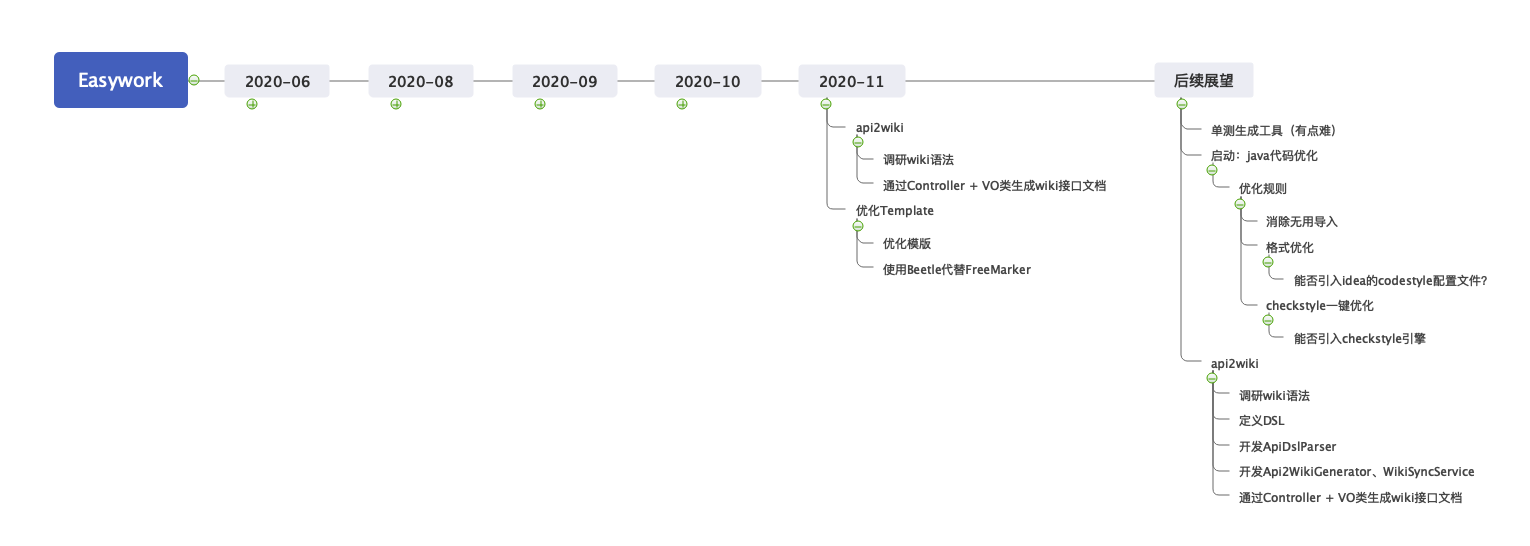 Easywork
2020-06
2020-08
2020-09
2020-10
2020-11
后续展望
api2wiki
调研wiki语法
通过Controller + VO类生成wiki接口文档
优化Template
优化模版
使用Beetle代替FreeMarker
单测生成工具（有点难）
启动：java代码优化
优化规则
消除无用导入
格式优化
能否引入idea的codestyle配置文件?
checkstyle一键优化
能否引入checkstyle引擎
api2wiki
调研wiki语法
定义DSL
开发ApiDslParser
开发Api2WikiGenerator、WikiSyncService
通过Controller + VO类生成wiki接口文档